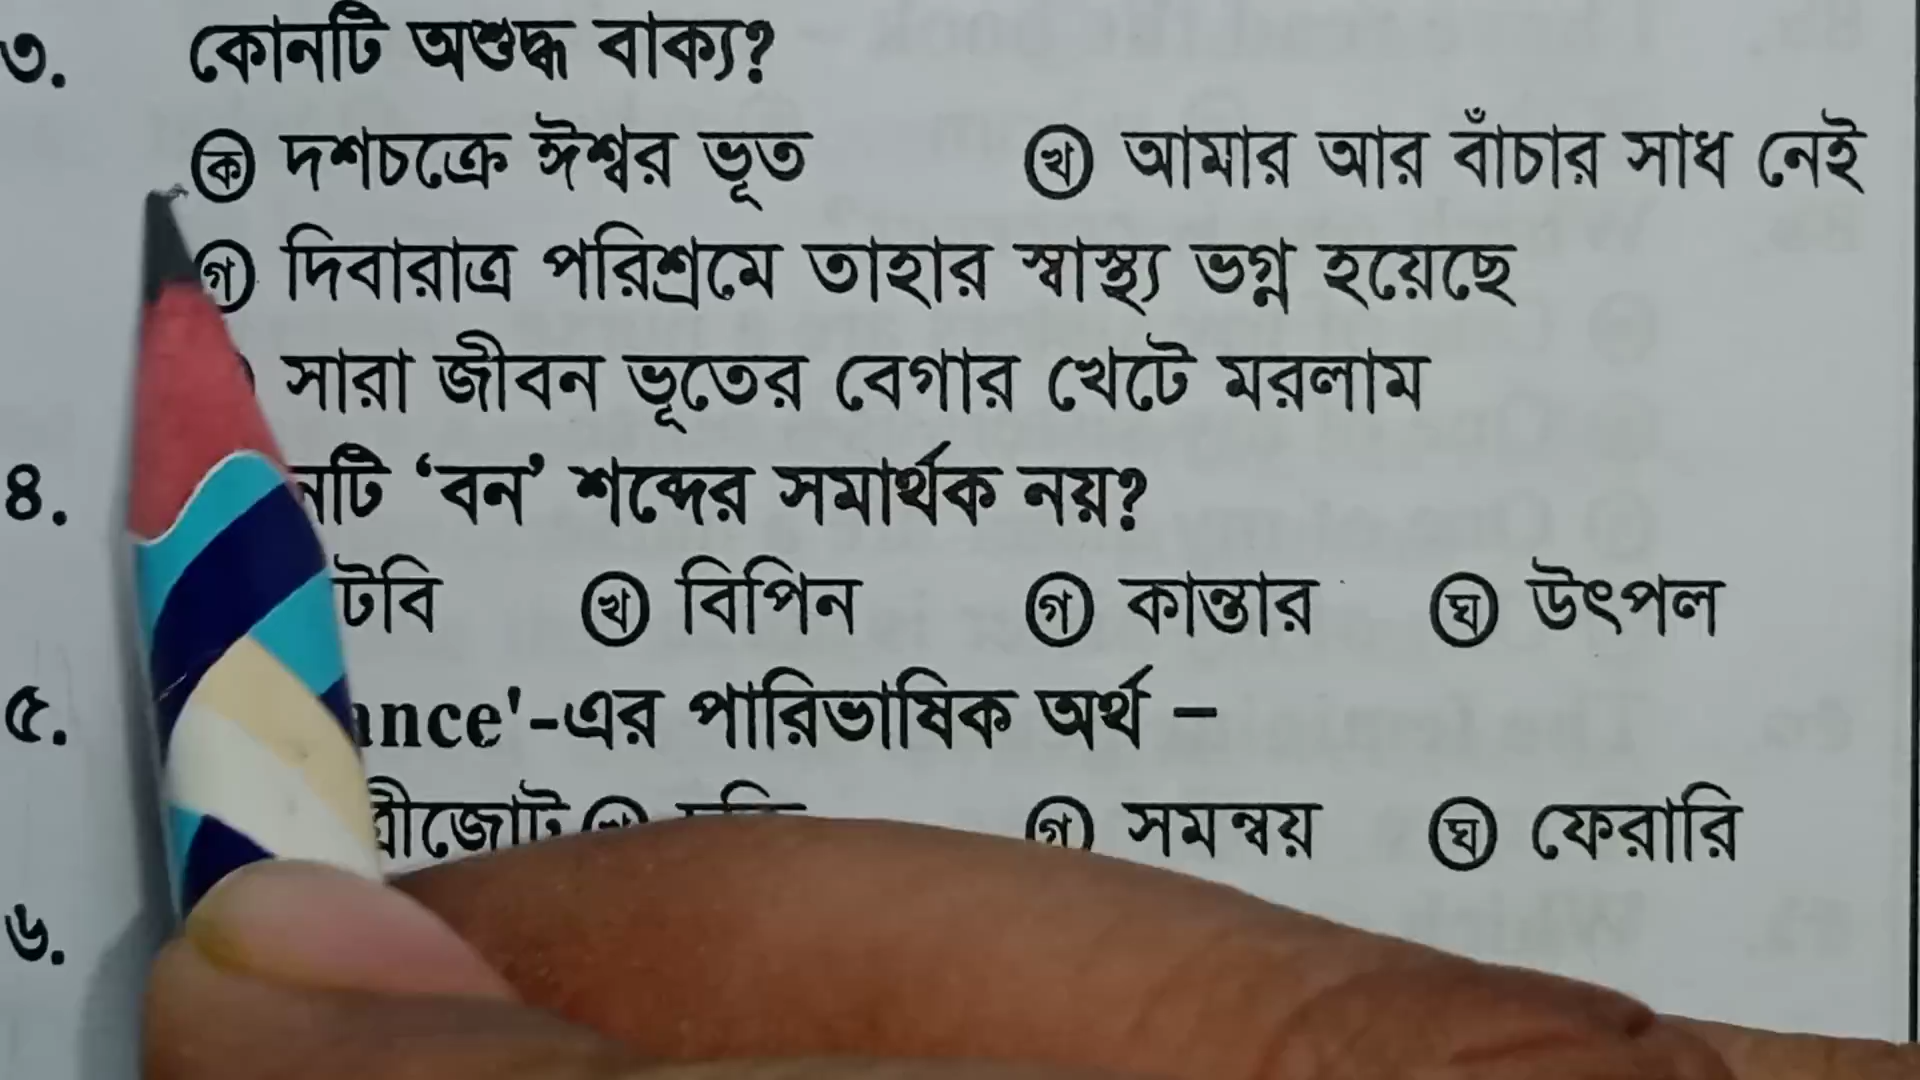 ৩. কোনটি অশুদ্ধ বাক্য?
ক দশচক্রে ঈশ্বর ভূত খ আমার আর বাঁচার সাধ নেই
গ দিবারাত্র পরিশ্রমে তাহার স্বাস্থ্য ভগ্ন হয়েছে
সারা জীবন ভূতের বেগার খেটে মরলাম
৪. নটি ‘বন’ শব্দের সমার্থক নয়?
টবি খ বিপিন গ কান্তার ঘ উৎপল
৫. ance'-এর পারিভাষিক অর্থ –
ত্রীজোট গ সমন্বয় ঘ ফেরারি
৬.